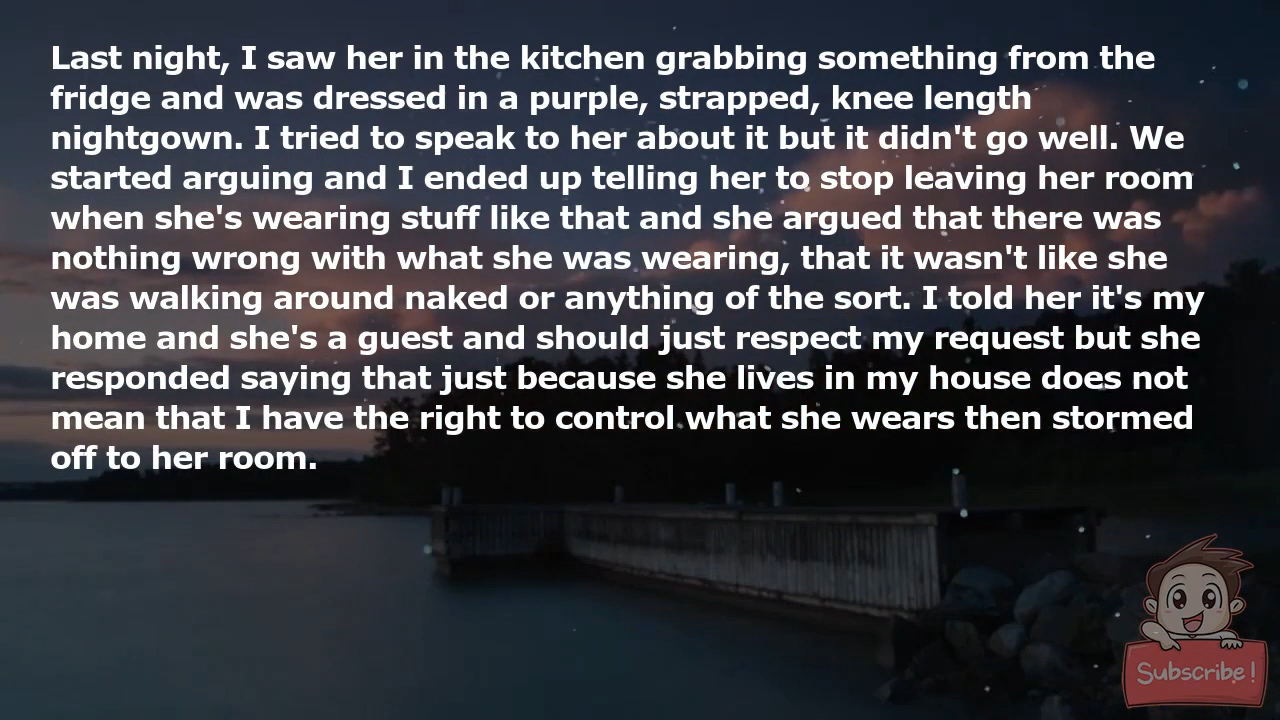 Last night, I saw her in the kitchen grabbing something from the
fridge and was dressed in a purple, strapped, knee length
nightgown. I tried to speak to her about it but it didn't go well. We
started arguing and I ended up telling her to stop leaving her room
when she's wearing stuff like that and she argued that there was
nothing wrong with what she was wearing, that it wasn't like she
was walking around naked or anything of the sort. I told her it's my
home and she's a guest and should just respect my request but she
responded saying that just because she lives in my house does not
mean that I have the right to control what she wears then stormed
off to her room.
Subscribe!